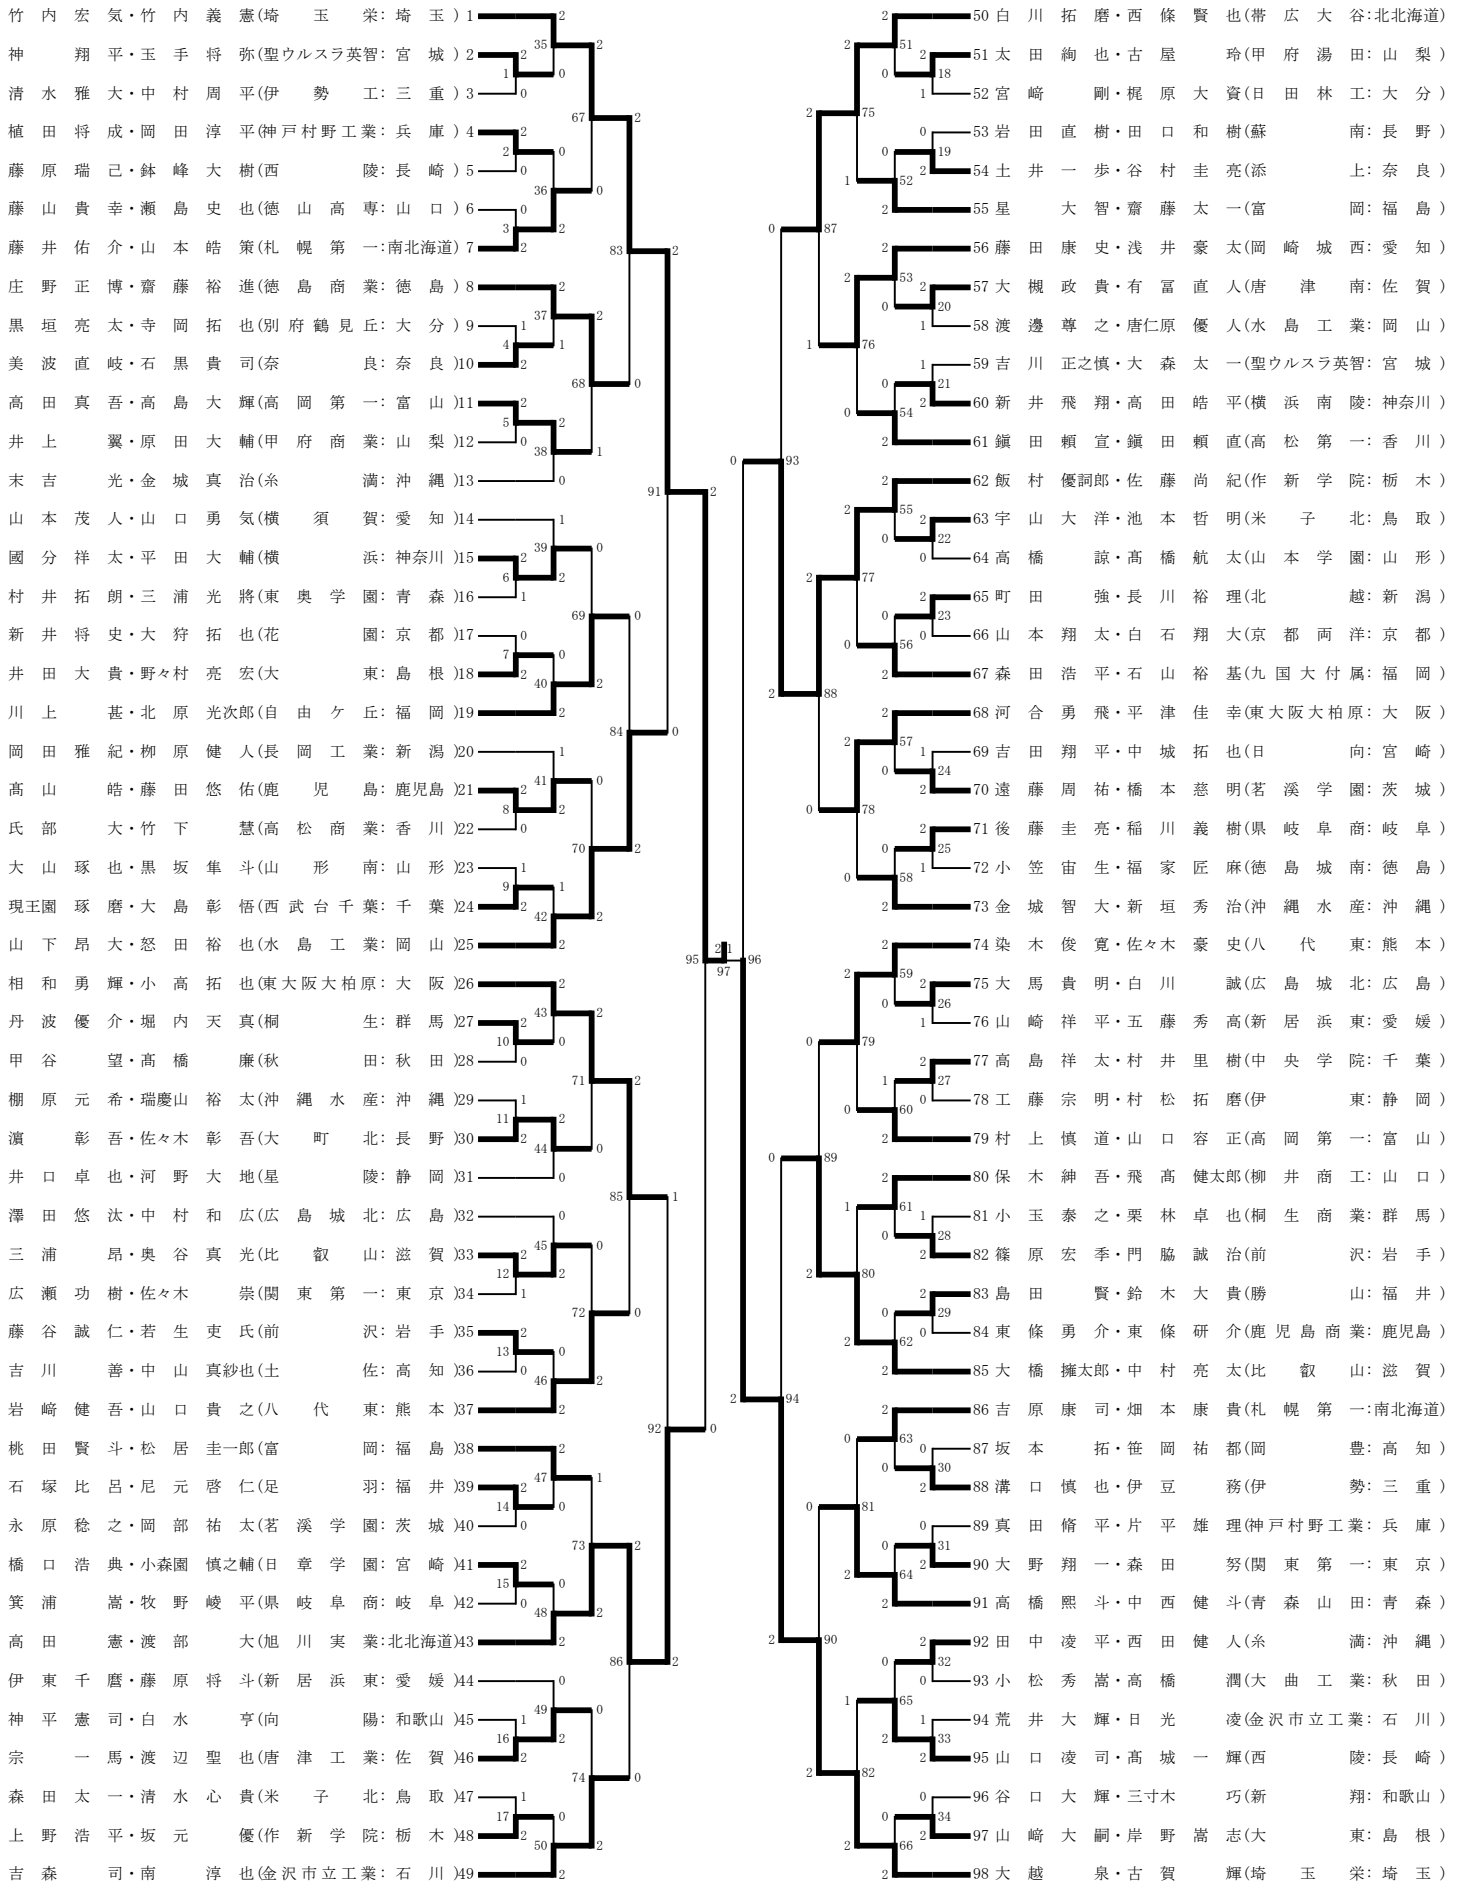 竹内宏気・竹内義憲(埼玉栄:埼玉)1
神翔平・玉手将弥(聖ウルスラ英智:宮城)2
清水雅大・中村周平(伊勢工:三重)3
植田将成・岡田淳平(神戸村野工業:兵庫)4
藤原瑞己・鉢峰大樹(西陵:長崎)5
藤山貴幸・瀬島史也(徳山高専:山口)6
藤井佑介・山本皓策(札幌第一:南北海道)7
庄野正博・齋藤裕進(徳島商業:徳島)8
黒垣亮太・寺岡拓也(別府鶴見丘:大分)9
美波直岐・石黒貴司(奈良:奈良)10
高田真吾・高島大輝(高岡第一:富山)11
井上翼・原田大輔(甲府商業:山梨)12
末吉光・金城真治(糸満:沖縄)13
山本茂人・山口勇気(横須賀:愛知)14
國分祥太・平田大輔(横浜:神奈川)15
村井拓朗・三浦光將(東奥学園:青森)16
新井将史・大狩拓也(花園:京都)17
井田大貴・野々村亮宏(大東:島根)18
川上甚・北原光次郎(自由ケ丘:福岡)19
岡田雅紀・栁原健人(長岡工業:新潟)20
髙山皓・藤田悠佑(鹿児島:鹿児島)21
氏部大・竹下慧(高松商業:香川)22
大山琢也・黒坂隼斗(山形南:山形)23
現王園琢磨・大島彰悟(西武台千葉:千葉)24
山下昂大・怒田裕也(水島工業:岡山)25
相和勇輝・小高拓也(東大阪大柏原:大阪)26
丹波優介・堀内天真(桐生:群馬)27
甲谷望・髙橋廉(秋田:秋田)28
棚原元希・瑞慶山裕太(沖縄水産:沖縄)29
濵彰吾・佐々木彰吾(大町北:長野)30
井口卓也・河野大地(星陵:静岡)31
澤田悠汰・中村和広(広島城北:広島)32
三浦昂・奥谷真光(比叡山:滋賀)33
広瀬功樹・佐々木崇(関東第一:東京)34
藤谷誠仁・若生吏氏(前沢:岩手)35
吉川善・中山真紗也(土佐:高知)36
岩﨑健吾・山口貴之(八代東:熊本)37
桃田賢斗・松居圭一郎(富岡:福島)38
石塚比呂・尼元啓仁(足羽:福井)39
永原稔之・岡部祐太(茗溪学園:茨城)40
橋口浩典・小森園慎之輔(日章学園:宮崎)41
箕浦嵩・牧野崚平(県岐阜商:岐阜)42
高田憲・渡部大(旭川実業:北北海道)43
伊東千暦・藤原将斗(新居浜東:愛媛)44
神平憲司・白水亨(向陽:和歌山)45
宗一馬・渡辺聖也(唐津工業:佐賀)46
森田太一・清水心貴(米子北:鳥取)47
上野浩平・坂元優(作新学院:栃木)48
吉森司・南淳也(金沢市立工業:石川)49
50 白川拓磨・西條賢也(帯広大谷:北北海道)
51 太田絢也・古屋玲(甲府湯田:山梨)
52 宮﨑剛・梶原大資(日田林工:大分)
53 岩田直樹・田口和樹(蘇南:長野)
54 土井一歩・谷村圭亮(添上:奈良)
55 星大智・齋藤太一(富岡:福島)
56 藤田康史・浅井豪太(岡崎城西:愛知)
57 大槻政貴・有冨直人(唐津南:佐賀)
58 渡邊尊之・唐仁原優人(水島工業:岡山)
59 吉川正之慎・大森太一(聖ウルスラ英智:宮城)
60 新井飛翔・高田皓平(横浜南陵:神奈川)
61 鎭田頼宣・鎭田頼直(高松第一:香川)
62 飯村優詞郎・佐藤尚紀(作新学院:栃木)
63 宇山大洋・池本哲明(米子北:鳥取)
64 高橋諒・髙橋航太(山本学園:山形)
65 町田強・長川裕理(北越:新潟)
66 山本翔太・白石翔大(京都両洋:京都)
67 森田浩平・石山裕基(九国大付属:福岡)
68 河合勇飛・平津佳幸(東大阪大柏原:大阪)
69 吉田翔平・中城拓也(日向:宮崎)
70 遠藤周祐・橋本慈明(茗溪学園:茨城)
71 後藤圭亮・稲川義樹(県岐阜商:岐阜)
72 小笠宙生・福家匠麻(徳島城南:徳島)
73 金城智大・新垣秀治(沖縄水産:沖縄)
74 染木俊寛・佐々木豪史(八代東:熊本)
75 大馬貴明・白川誠(広島城北:広島)
76 山崎祥平・五藤秀高(新居浜東:愛媛)
77 高島祥太・村井里樹(中央学院:千葉)
78 工藤宗明・村松拓磨(伊東:静岡)
79 村上慎道・山口容正(高岡第一:富山)
80 保木紳吾・飛髙健太郎(柳井商工:山口)
81 小玉泰之・栗林卓也(桐生商業:群馬)
82 篠原宏季・門脇誠治(前沢:岩手)
83 島田賢・鈴木大貴(勝山:福井)
84 東條勇介・東條研介(鹿児島商業:鹿児島)
85 大橋擁太郎・中村亮太(比叡山:滋賀)
86 吉原康司・畑本康貴(札幌第一:南北海道)
87 坂本拓・笹岡祐都(岡豊:高知)
88 溝口慎也・伊豆務(伊勢:三重)
89 真田脩平・片平雄理(神戸村野工業:兵庫)
90 大野翔一・森田努(関東第一:東京)
91 高橋熙斗・中西健斗(青森山田:青森)
92 田中凌平・西田健人(糸満:沖縄)
93 小松秀嵩・高橋潤(大曲工業:秋田)
94 荒井大輝・日光凌(金沢市立工業:石川)
95 山口凌司・髙城一輝(西陵:長崎)
96 谷口大輝・三寸木巧(新翔:和歌山)
97 山﨑大嗣・岸野嵩志(大東:島根)
98 大越泉・古賀輝(埼玉栄:埼玉)